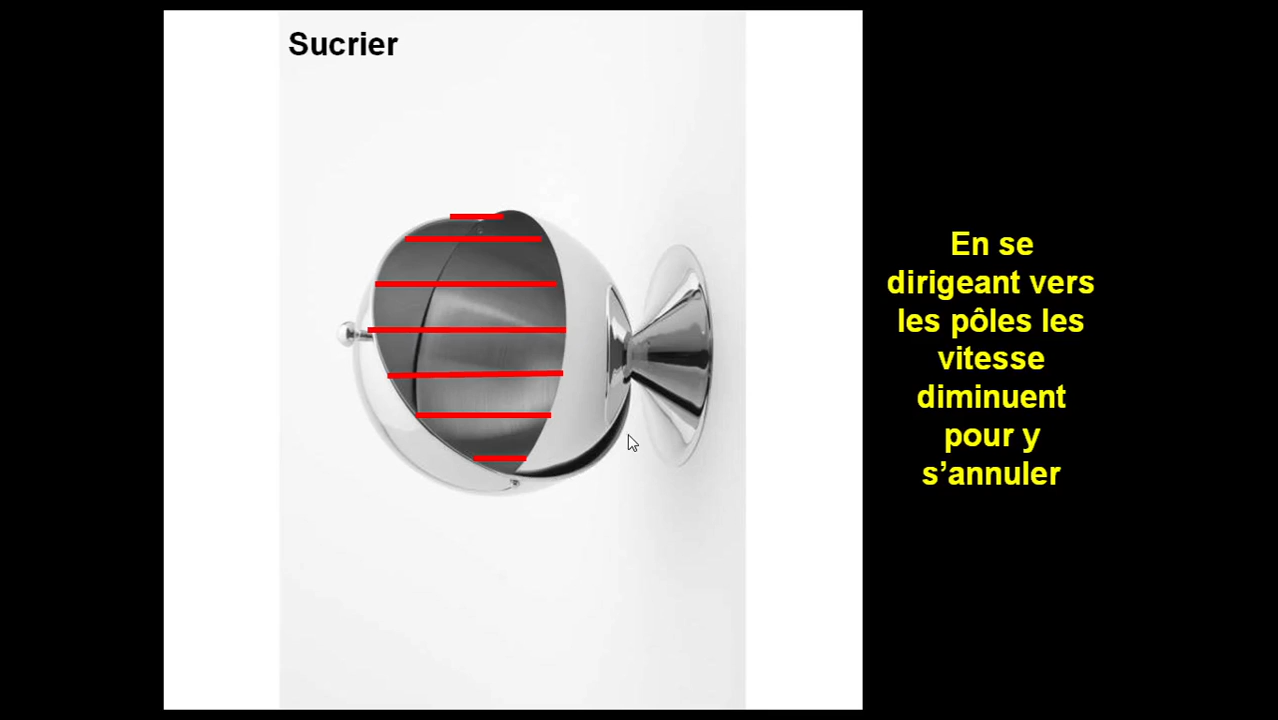 Sucrier
En se
dirigeant vers
les pôles les
vitesse
diminuent
pour y
s’annuler